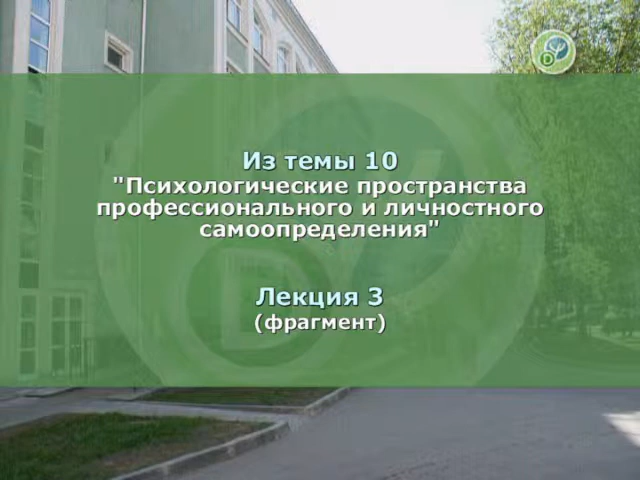 Из темы 10
"Психологические пространства
профессионального и личностного
самоопределения"
Лекция 3
(фрагмент)